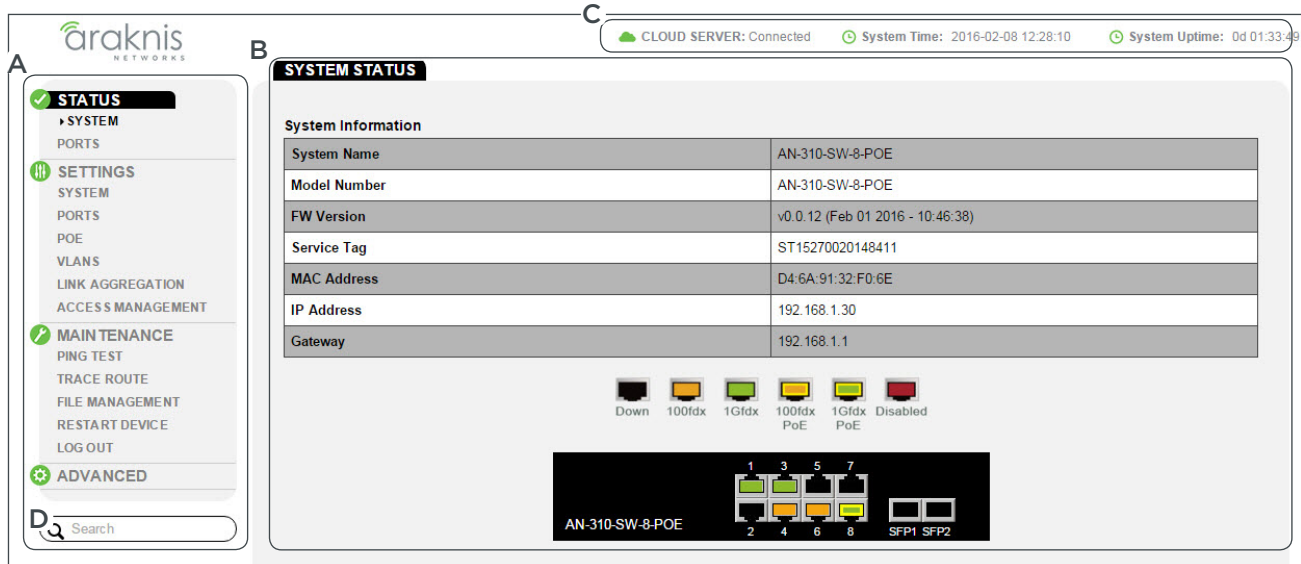 C
araknis
NETWORKS
CLOUD SERVER: Connected System Time: 2016-02-08 12:28:10 System Uptime: 0d 01:33:49
A
B
STATUS
SYSTEM
PORTS
SETTINGS
SYSTEM
PORTS
POE
VLANS
LINK AGGREGATION
ACCESS MANAGEMENT
MAINTENANCE
PING TEST
TRACE ROUTE
FILE MANAGEMENT
RESTART DEVICE
LOG OUT
ADVANCED
D
Search
SYSTEM STATUS
System Information
System Name AN-310-SW-8-POE
Model Number AN-310-SW-8-POE
FW Version v0.0.12 (Feb 01 2016 - 10:46:38)
Service Tag ST15270020148411
MAC Address D4:6A:91:32:F0:6E
IP Address 192.168.1.30
Gateway 192.168.1.1
Down 100fdx 1Gfdx 100fdx PoE 1Gfdx PoE Disabled
1 3 5 7
AN-310-SW-8-POE
2 4 6 8 SFP1 SFP2